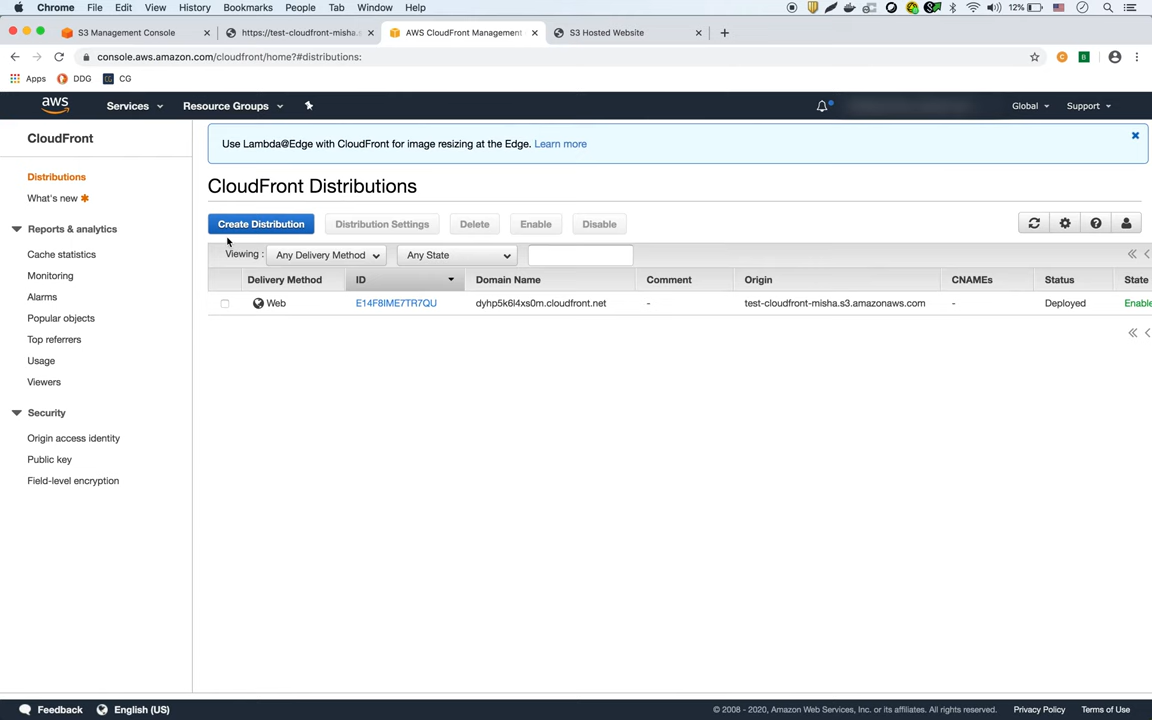 Chrome File Edit View History Bookmarks People Tab Window Help 12%
S3 Management Console https://test-cloudfront-misha.s AWS CloudFront Management S3 Hosted Website
console.aws.amazon.com/cloudfront/home?#distributions:
Apps DDG CG CG
aws Services Resource Groups Global Support
CloudFront
Distributions
What's new
Reports & analytics
Cache statistics
Monitoring
Alarms
Popular objects
Top referrers
Usage
Viewers
Security
Origin access identity
Public key
Field-level encryption
Use Lambda@Edge with CloudFront for image resizing at the Edge. Learn more
CloudFront Distributions
Create Distribution Distribution Settings Delete Enable Disable
Viewing : Any Delivery Method Any State
Delivery Method ID Domain Name Comment Origin CNAMEs Status State
Web E14F8IME7TR7QU dyhp5k6l4xs0m.cloudfront.net - test-cloudfront-misha.s3.amazonaws.com - Deployed Enable
Feedback English (US) © 2008 - 2020, Amazon Web Services, Inc. or its affiliates. All rights reserved. Privacy Policy Terms of Use